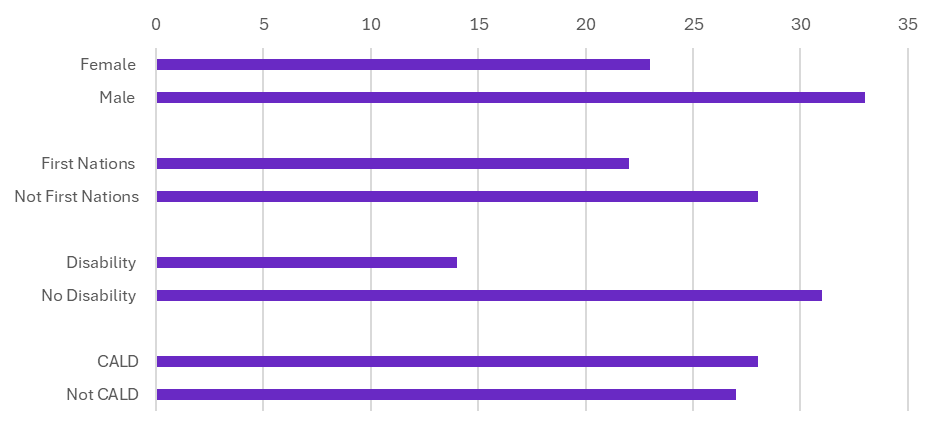 0 5 10 15 20 25 30 35
Female
Male
First Nations
Not First Nations
Disability
No Disability
CALD
Not CALD